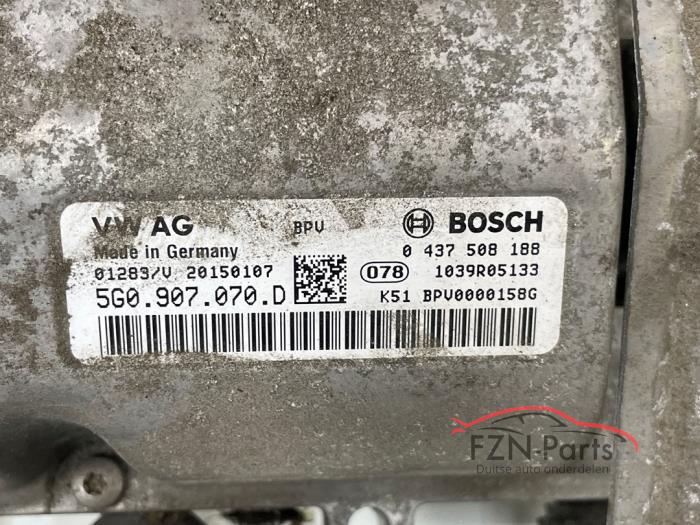 VW AG BPV BOSCH
Made in Germany 0 437 508 188
01283/V 20150107 078 1039R05133
5G0.907.070.D K51 BPV0000158G
FZN-Parts
Duitse auto onderdelen